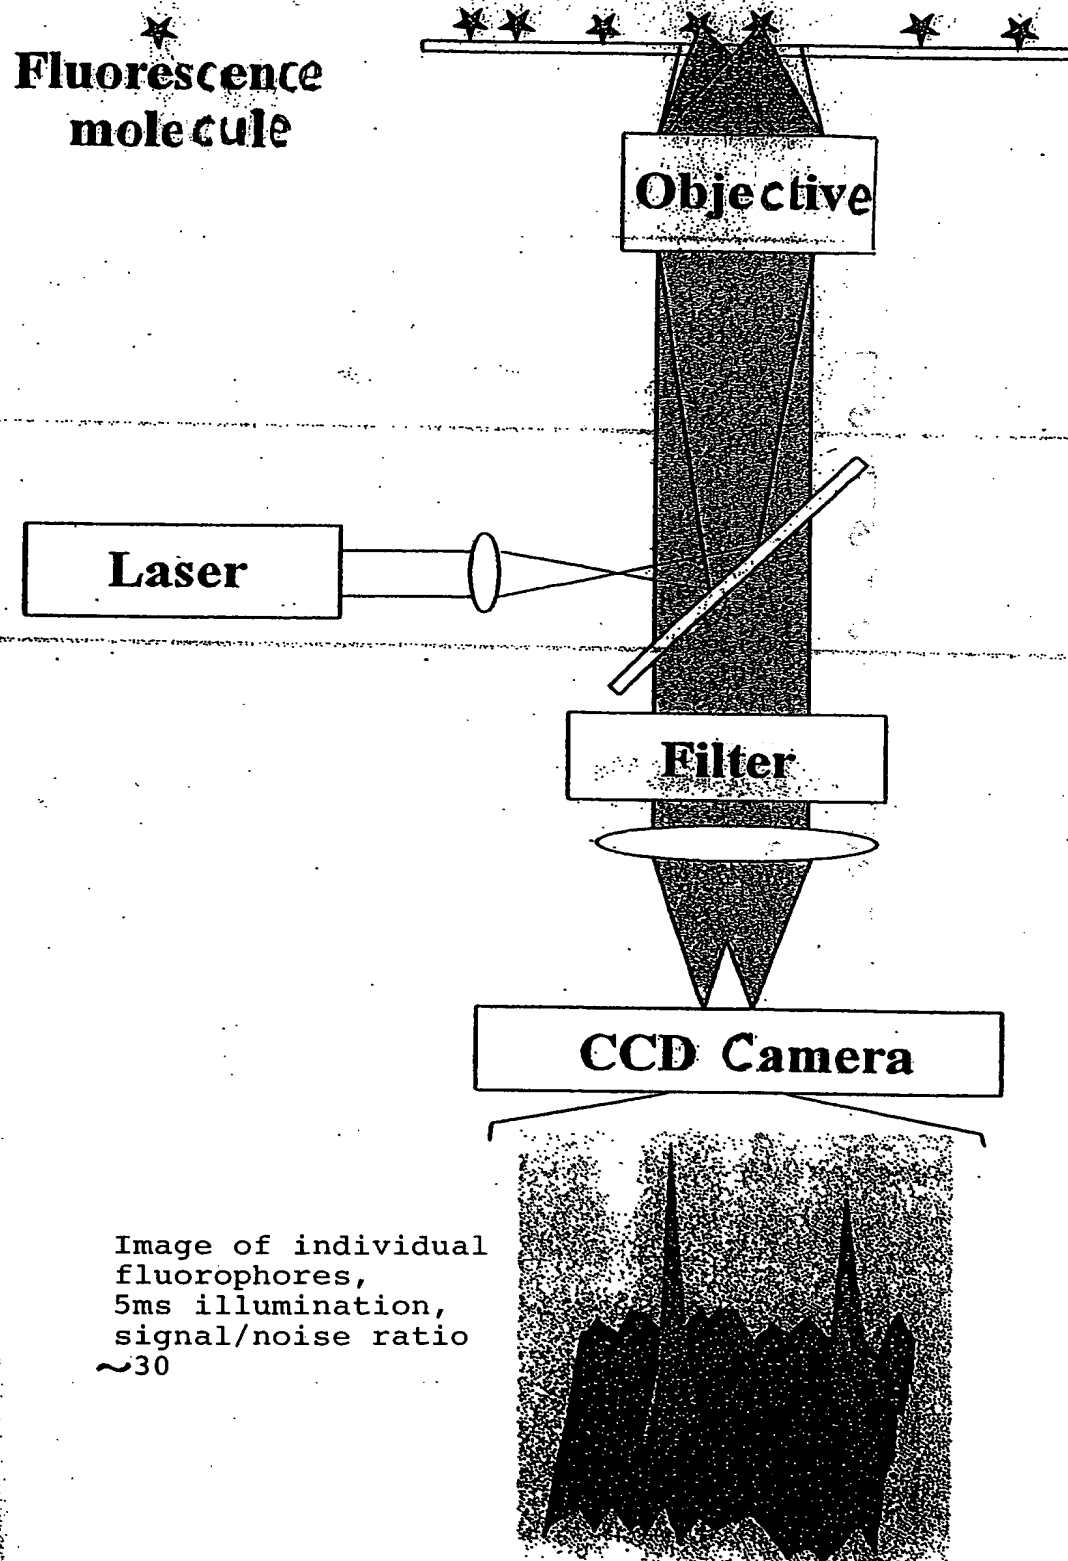 Fluorescence
molecule
Objective
Laser
Filter
CCD Camera
Image of individual
fluorophores,
5ms illumination,
signal/noise ratio
~30